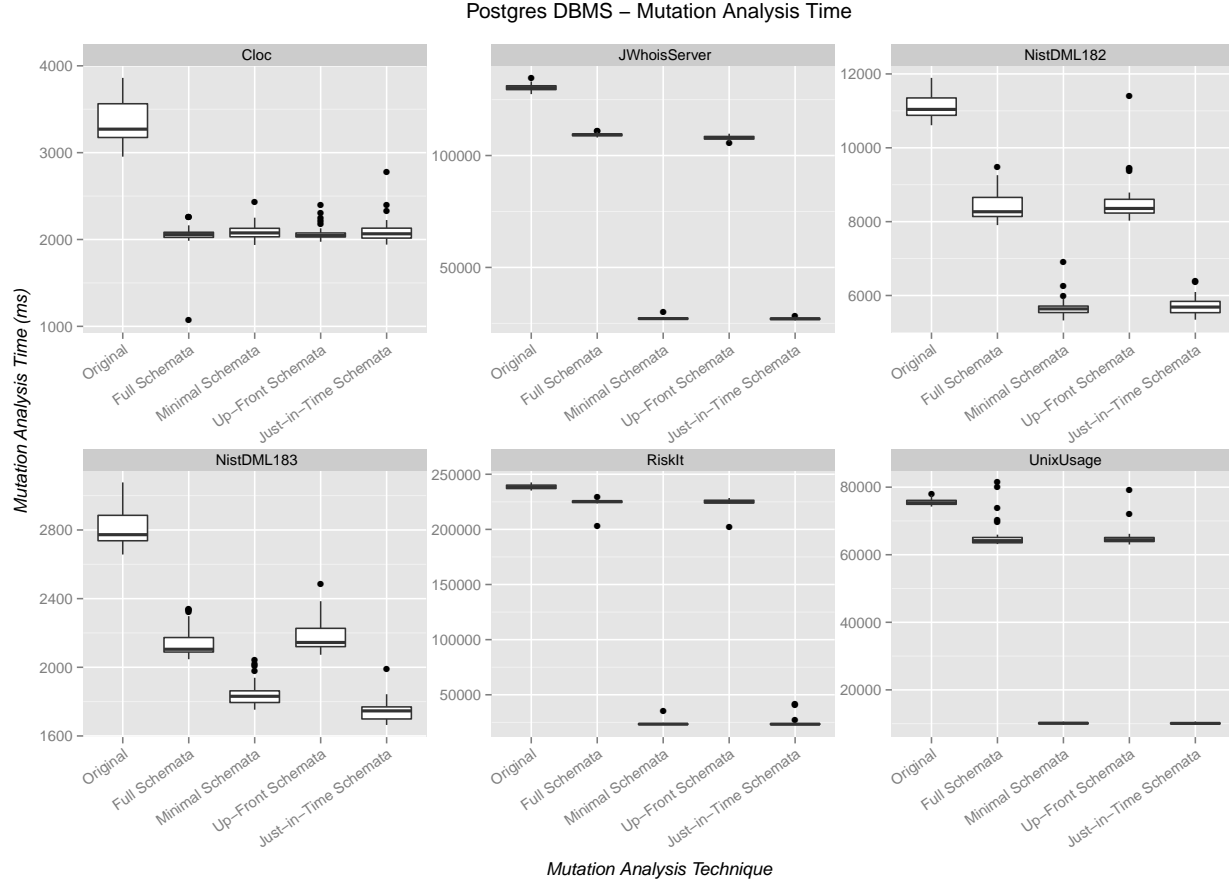 Postgres DBMS – Mutation Analysis Time
Cloc
JWhoisServer
NistDML182
4000
3000
2000
1000
100000
50000
12000
10000
8000
6000
Original
Full Schemata
Minimal Schemata
Up−Front Schemata
Just−in−Time Schemata
Original
Full Schemata
Minimal Schemata
Up−Front Schemata
Just−in−Time Schemata
Original
Full Schemata
Minimal Schemata
Up−Front Schemata
Just−in−Time Schemata
Mutation Analysis Time (ms)
NistDML183
RiskIt
UnixUsage
2800
2400
2000
1600
250000
200000
150000
100000
50000
80000
60000
40000
20000
Original
Full Schemata
Minimal Schemata
Up−Front Schemata
Just−in−Time Schemata
Original
Full Schemata
Minimal Schemata
Up−Front Schemata
Just−in−Time Schemata
Original
Full Schemata
Minimal Schemata
Up−Front Schemata
Just−in−Time Schemata
Mutation Analysis Technique